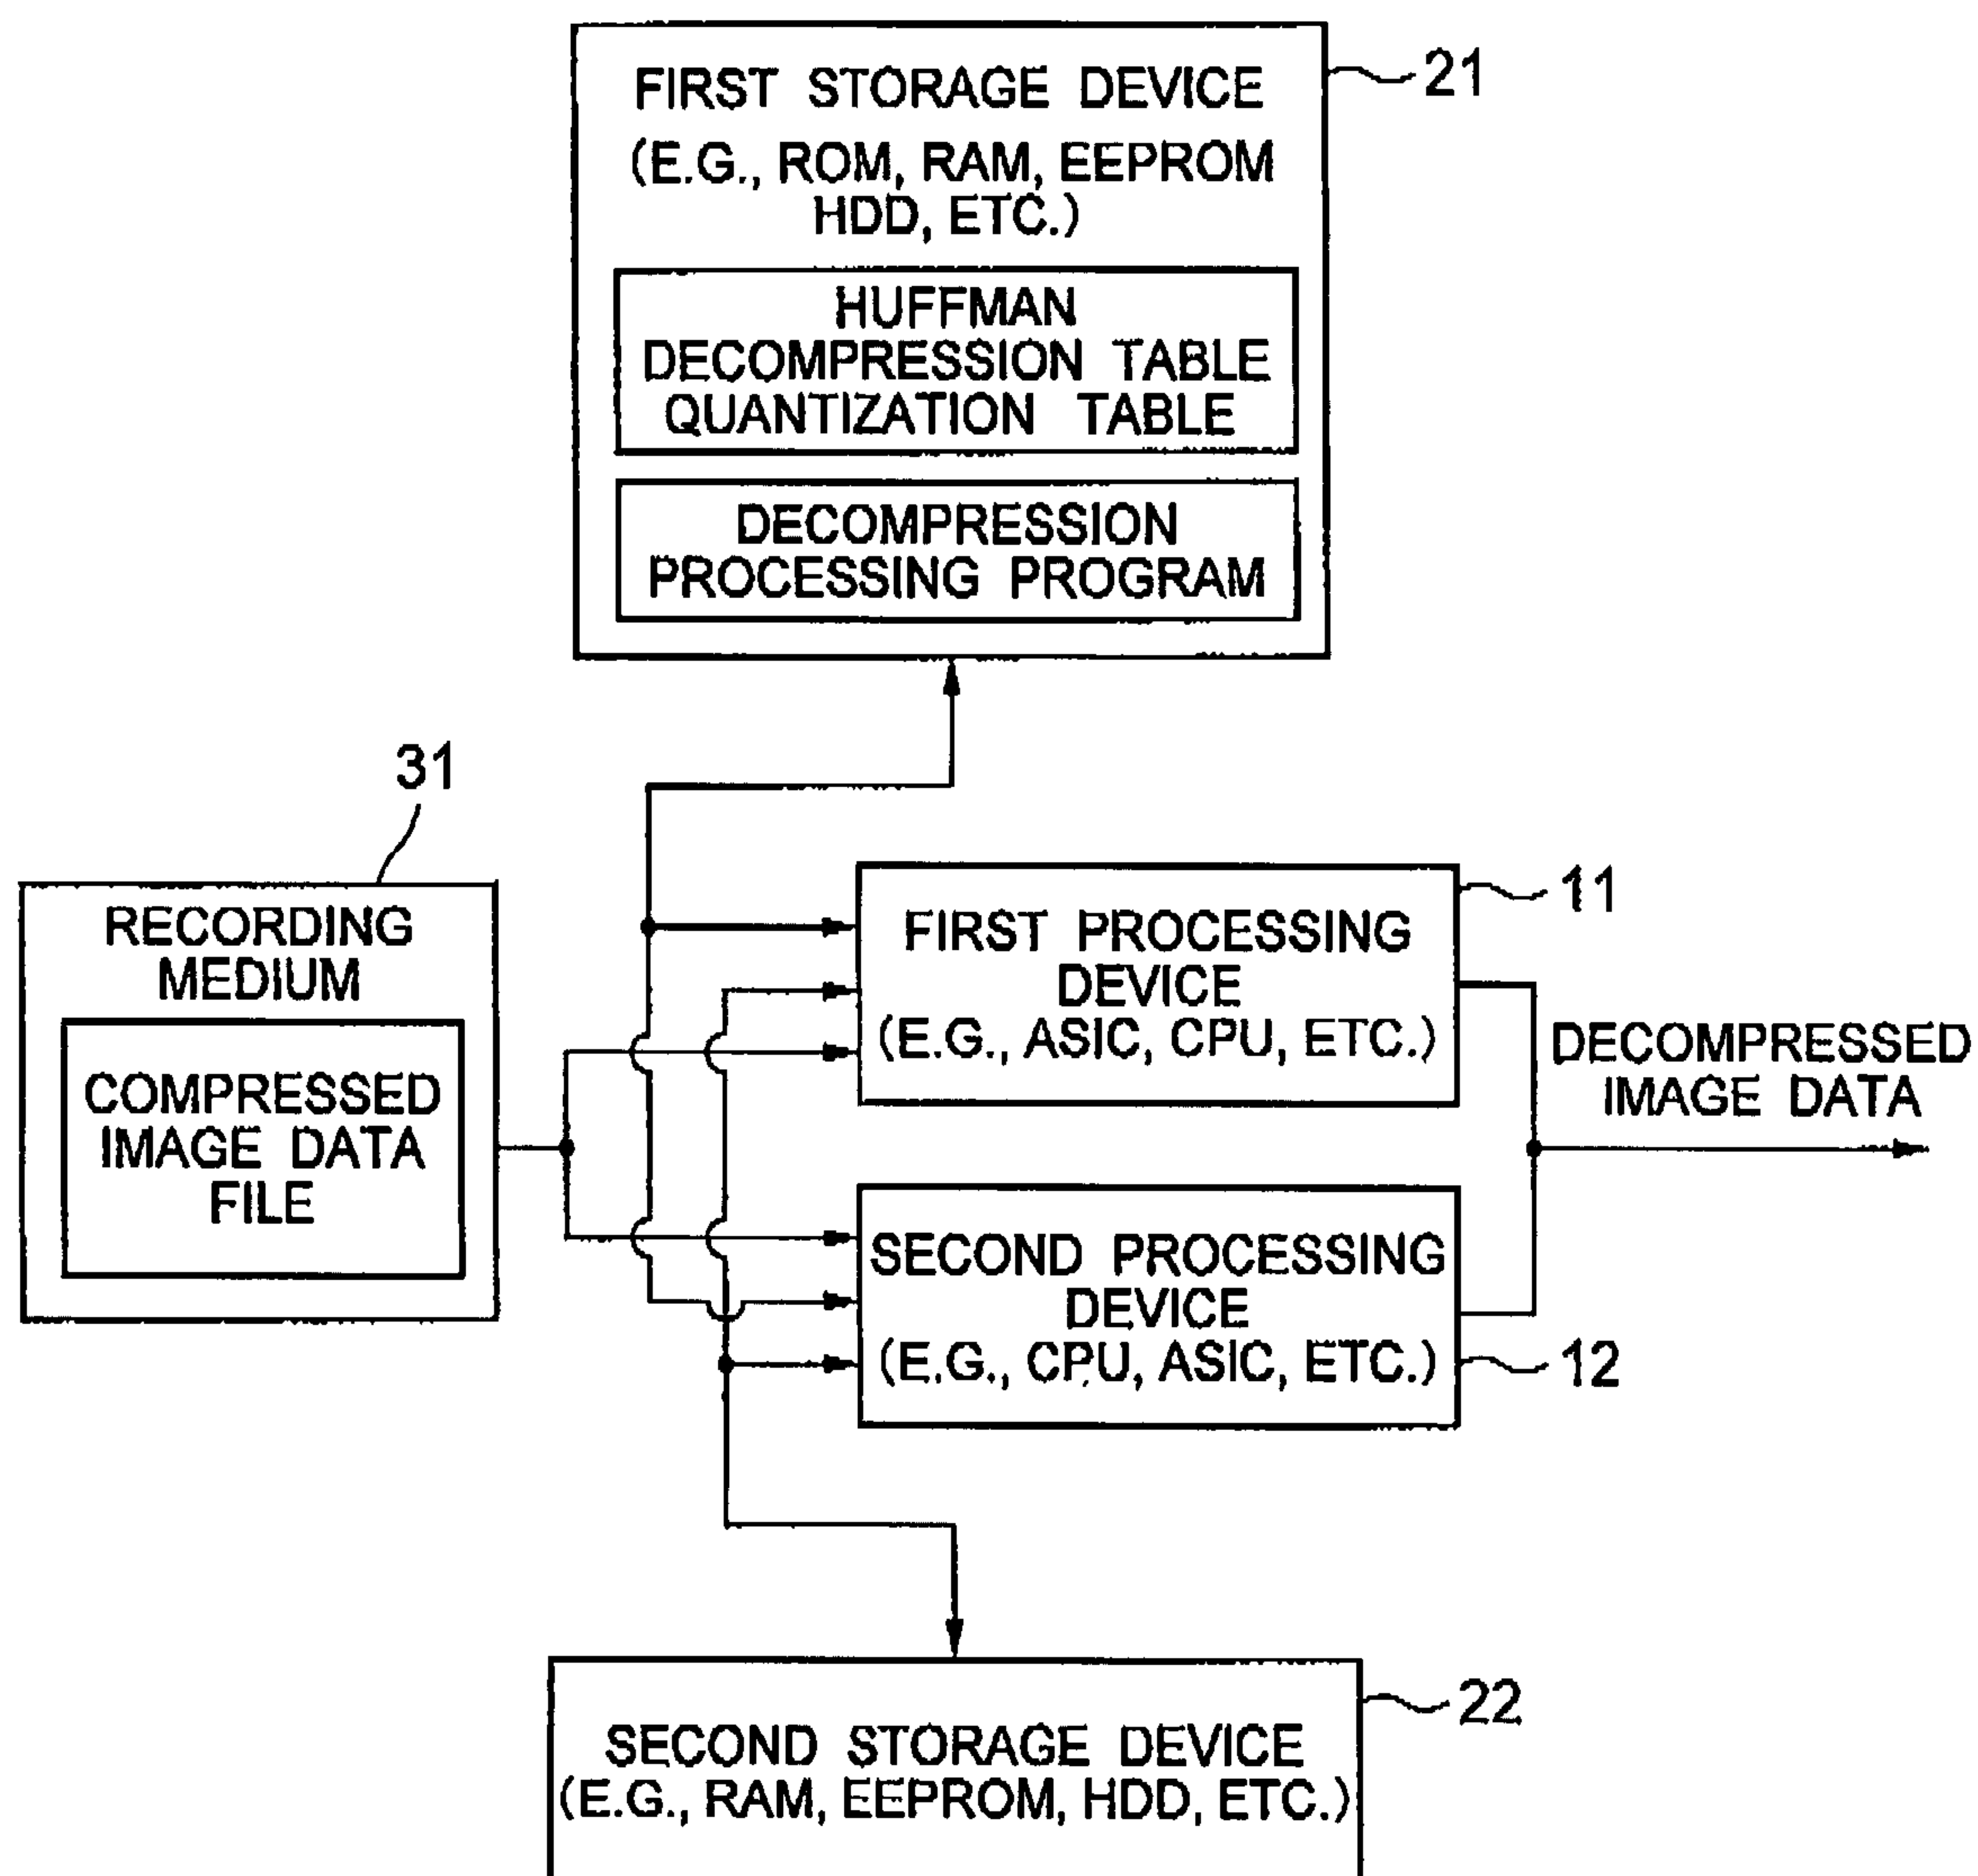 FIRST STORAGE DEVICE
(E.G., ROM, RAM, EEPROM
HDD, ETC.)
21
HUFFMAN
DECOMPRESSION TABLE
QUANTIZATION TABLE
DECOMPRESSION
PROCESSING PROGRAM
31
RECORDING
MEDIUM
COMPRESSED
IMAGE DATA
FILE
11
FIRST PROCESSING
DEVICE
(E.G., ASIC, CPU, ETC.)
DECOMPRESSED
IMAGE DATA
SECOND PROCESSING
DEVICE
(E.G., CPU, ASIC, ETC.)
12
22
SECOND STORAGE DEVICE
(E.G., RAM, EEPROM, HDD, ETC.)